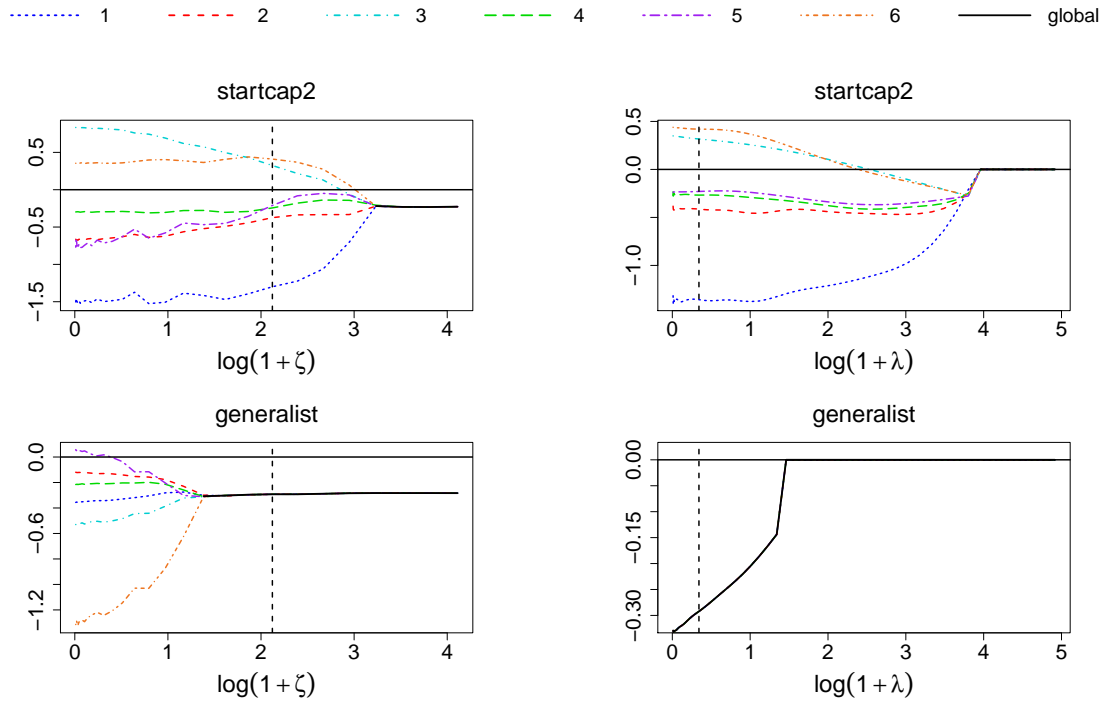 1 2 3 4 5 6 global
startcap2
0.5
−0.5
−1.5
0 1 2 3 4
log(1 + ζ)
startcap2
0.5
0.0
−1.0
0 1 2 3 4 5
log(1 + λ)
generalist
0.0
−0.6
−1.2
0 1 2 3 4
log(1 + ζ)
generalist
0.00
−0.15
−0.30
0 1 2 3 4 5
log(1 + λ)